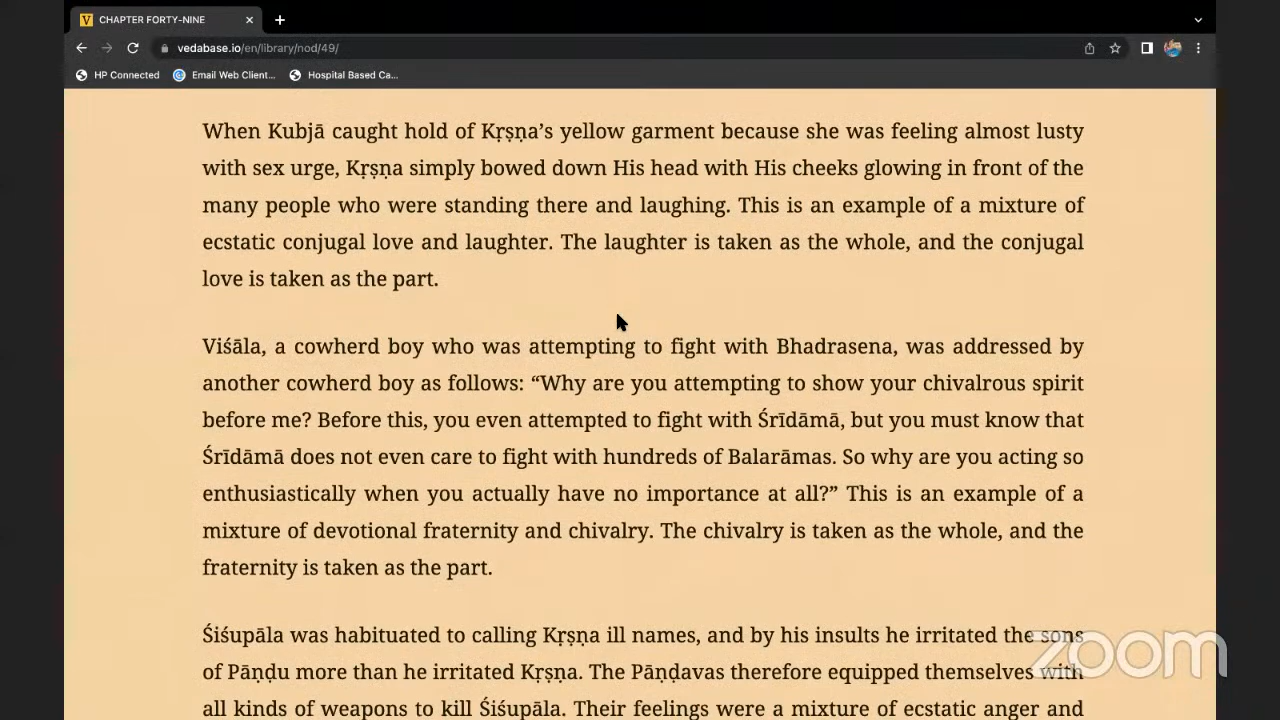 CHAPTER FORTY-NINE
vedabase.io/en/library/nod/49/
HP Connected
Email Web Client...
Hospital Based Ca...
When Kubjā caught hold of Kṛṣṇa’s yellow garment because she was feeling almost lusty
with sex urge, Kṛṣṇa simply bowed down His head with His cheeks glowing in front of the
many people who were standing there and laughing. This is an example of a mixture of
ecstatic conjugal love and laughter. The laughter is taken as the whole, and the conjugal
love is taken as the part.
Viśāla, a cowherd boy who was attempting to fight with Bhadrasena, was addressed by
another cowherd boy as follows: “Why are you attempting to show your chivalrous spirit
before me? Before this, you even attempted to fight with Śrīdāmā, but you must know that
Śrīdāmā does not even care to fight with hundreds of Balarāmas. So why are you acting so
enthusiastically when you actually have no importance at all?” This is an example of a
mixture of devotional fraternity and chivalry. The chivalry is taken as the whole, and the
fraternity is taken as the part.
Śiśupāla was habituated to calling Kṛṣṇa ill names, and by his insults he irritated the sons
of Pāṇḍu more than he irritated Kṛṣṇa. The Pāṇḍavas therefore equipped themselves with
all kinds of weapons to kill Śiśupāla. Their feelings were a mixture of ecstatic anger and
zoom